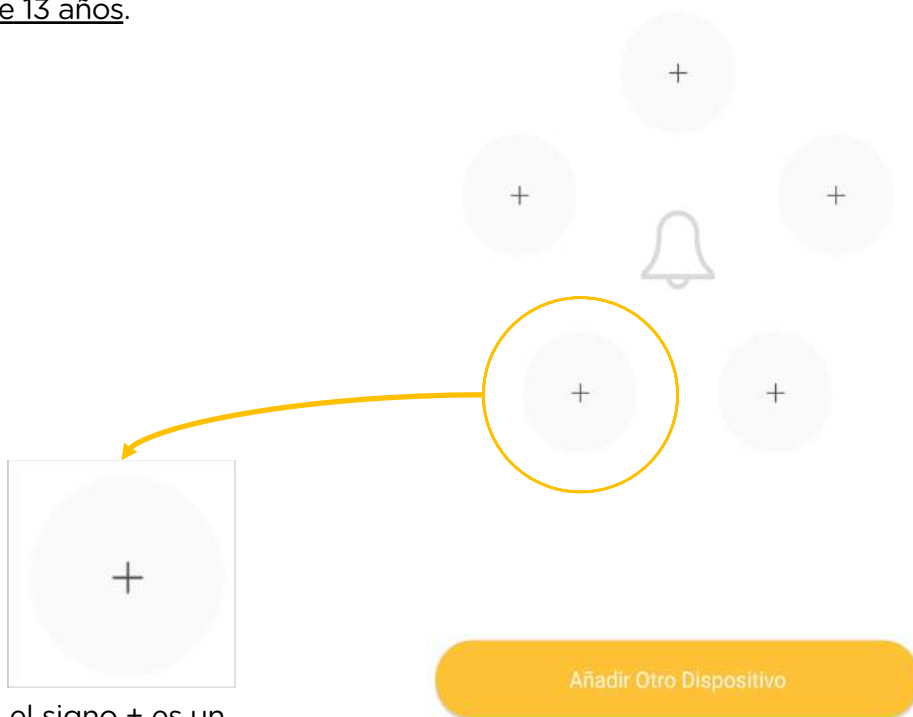 e 13 años.
+
+
+
+
+
+
Añadir Otro Dispositivo
el signo + es un